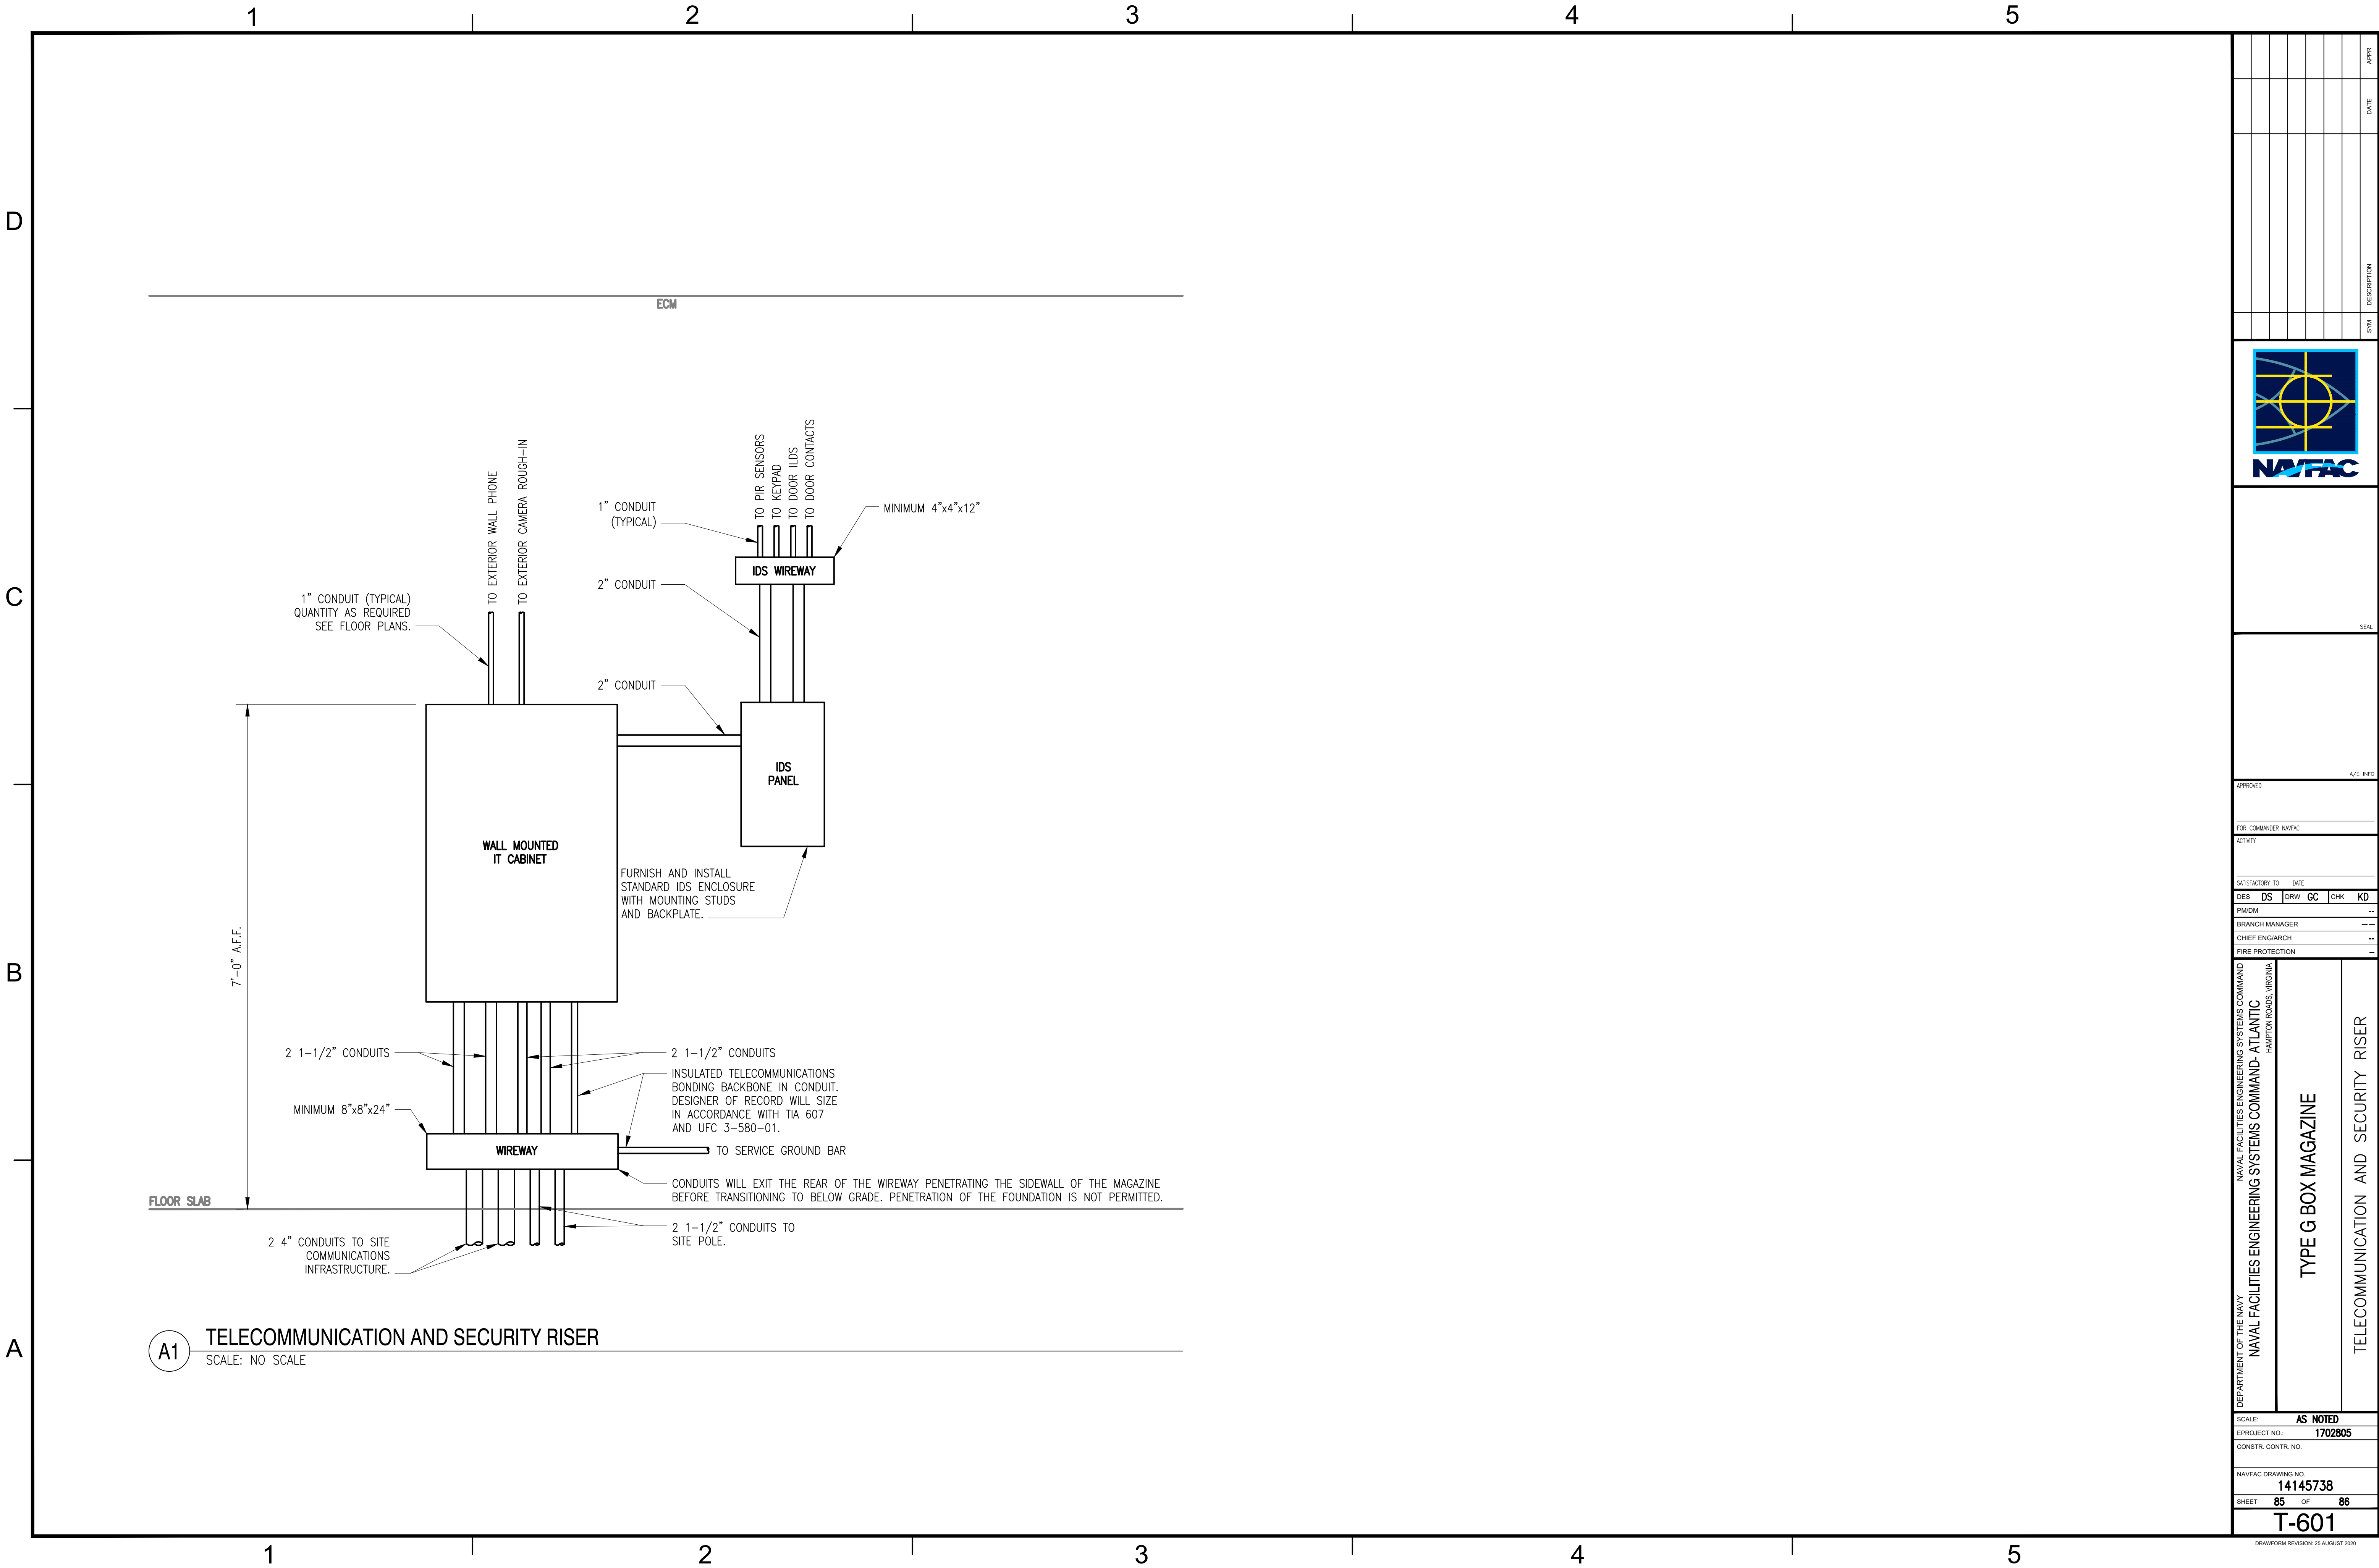 1
2
3
4
5
D
C
B
A
ECM
TO EXTERIOR WALL PHONE
TO EXTERIOR CAMERA ROUGH-IN
TO PIR SENSORS
TO KEYPAD
TO DOOR ILDS
TO DOOR CONTACTS
1" CONDUIT
(TYPICAL)
MINIMUM 4"x4"x12"
IDS WIREWAY
2" CONDUIT
1" CONDUIT (TYPICAL)
QUANTITY AS REQUIRED
SEE FLOOR PLANS.
2" CONDUIT
IDS
PANEL
WALL MOUNTED
IT CABINET
FURNISH AND INSTALL
STANDARD IDS ENCLOSURE
WITH MOUNTING STUDS
AND BACKPLATE.
7'-0" A.F.F.
2 1-1/2" CONDUITS
2 1-1/2" CONDUITS
INSULATED TELECOMMUNICATIONS
BONDING BACKBONE IN CONDUIT.
DESIGNER OF RECORD WILL SIZE
IN ACCORDANCE WITH TIA 607
AND UFC 3-580-01.
MINIMUM 8"x8"x24"
WIREWAY
TO SERVICE GROUND BAR
CONDUITS WILL EXIT THE REAR OF THE WIREWAY PENETRATING THE SIDEWALL OF THE MAGAZINE
BEFORE TRANSITIONING TO BELOW GRADE. PENETRATION OF THE FOUNDATION IS NOT PERMITTED.
FLOOR SLAB
2 1-1/2" CONDUITS TO
SITE POLE.
2 4" CONDUITS TO SITE
COMMUNICATIONS
INFRASTRUCTURE.
A1
TELECOMMUNICATION AND SECURITY RISER
SCALE: NO SCALE
1
2
3
4
5
APPR
DATE
DESCRIPTION
SYM
NAVFAC
SEAL
A/E INFO
APPROVED
FOR COMMANDER NAVFAC
ACTIVITY
SATISFACTORY TO DATE
DES DS DRW GC CHK KD
PM/DM --
BRANCH MANAGER --
CHIEF ENG/ARCH --
FIRE PROTECTION --
DEPARTMENT OF THE NAVY NAVAL FACILITIES ENGINEERING SYSTEMS COMMAND
NAVAL FACILITIES ENGINEERING SYSTEMS COMMAND- ATLANTIC
HAMPTON ROADS, VIRGINIA
TYPE G BOX MAGAZINE
TELECOMMUNICATION AND SECURITY RISER
SCALE: AS NOTED
EPROJECT NO.: 1702805
CONSTR. CONTR. NO.
NAVFAC DRAWING NO.
14145738
SHEET 85 OF 86
T-601
DRAWFORM REVISION: 25 AUGUST 2020